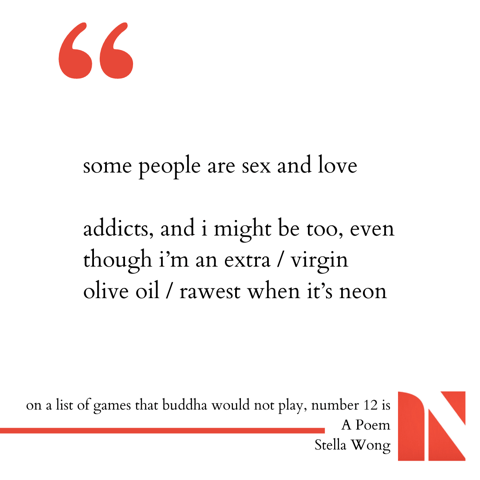 “
some people are sex and love
addicts, and i might be too, even
though i’m an extra / virgin
olive oil / rawest when it’s neon
on a list of games that buddha would not play, number 12 is
A Poem
Stella Wong
N